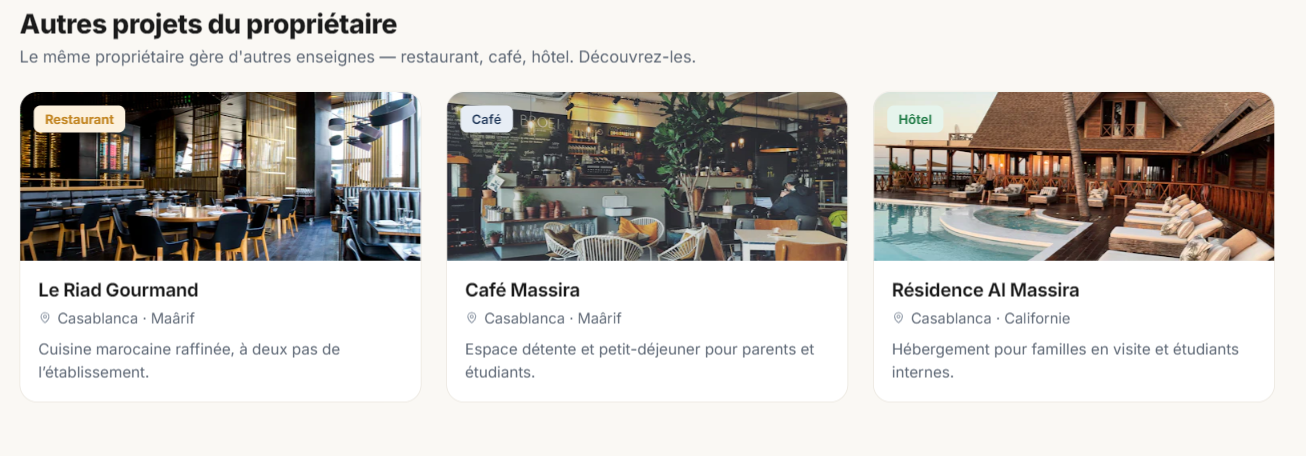 Autres projets du propriétaire
Le même propriétaire gère d'autres enseignes — restaurant, café, hôtel. Découvrez-les.
Restaurant
Le Riad Gourmand
Casablanca · Maârif
Cuisine marocaine raffinée, à deux pas de
l’établissement.
Café
BROEI
Café Massira
Casablanca · Maârif
Espace détente et petit-déjeuner pour parents et
étudiants.
Hôtel
Résidence Al Massira
Casablanca · Californie
Hébergement pour familles en visite et étudiants
internes.